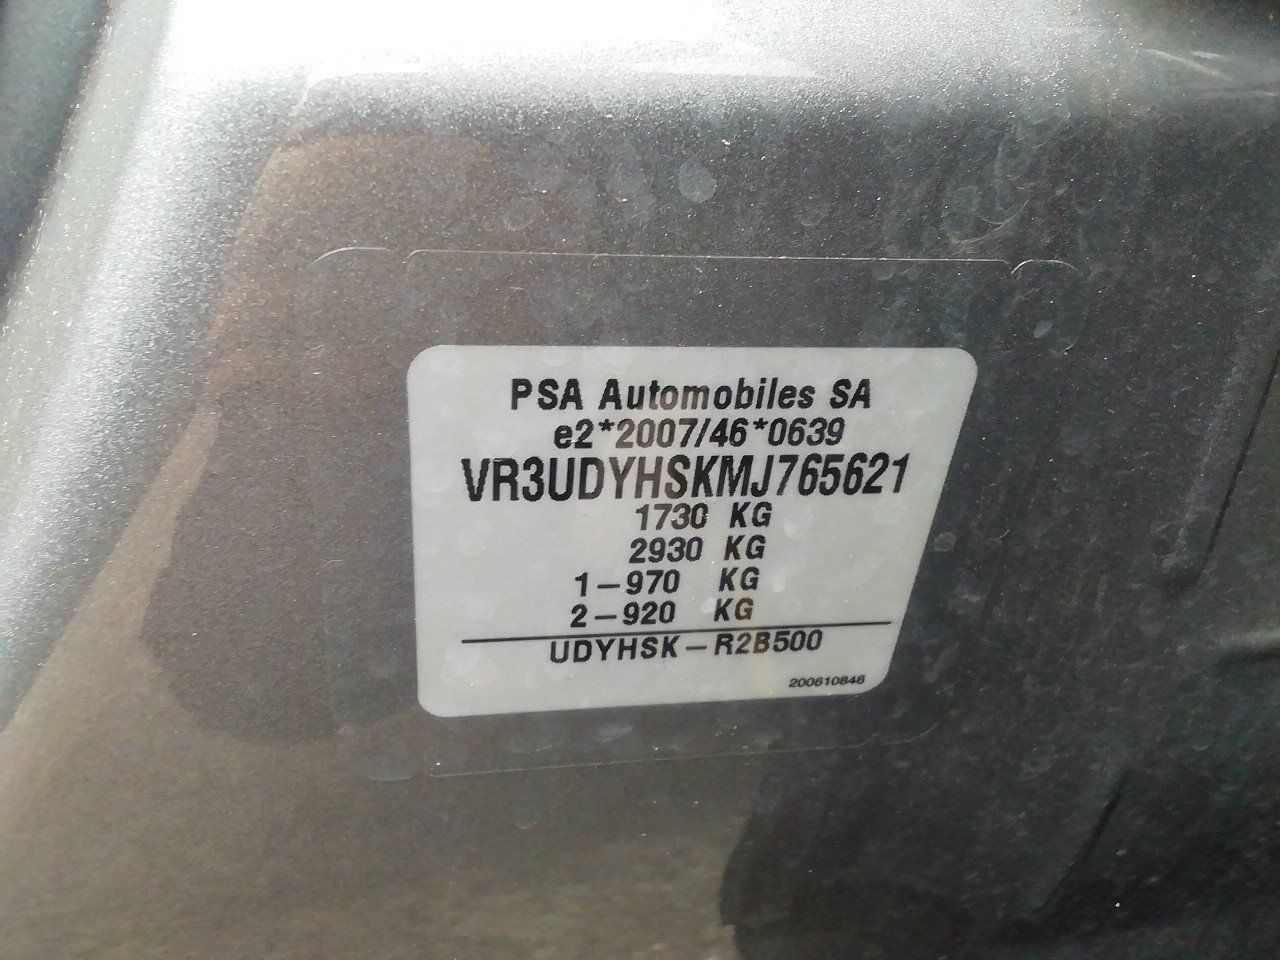 PSA Automobiles SA
e2*2007/46*0639
VR3UDYHSKMJ765621
1730 KG
2930 KG
1-970 KG
2-920 KG
UDYHSK-R2B500
200610846